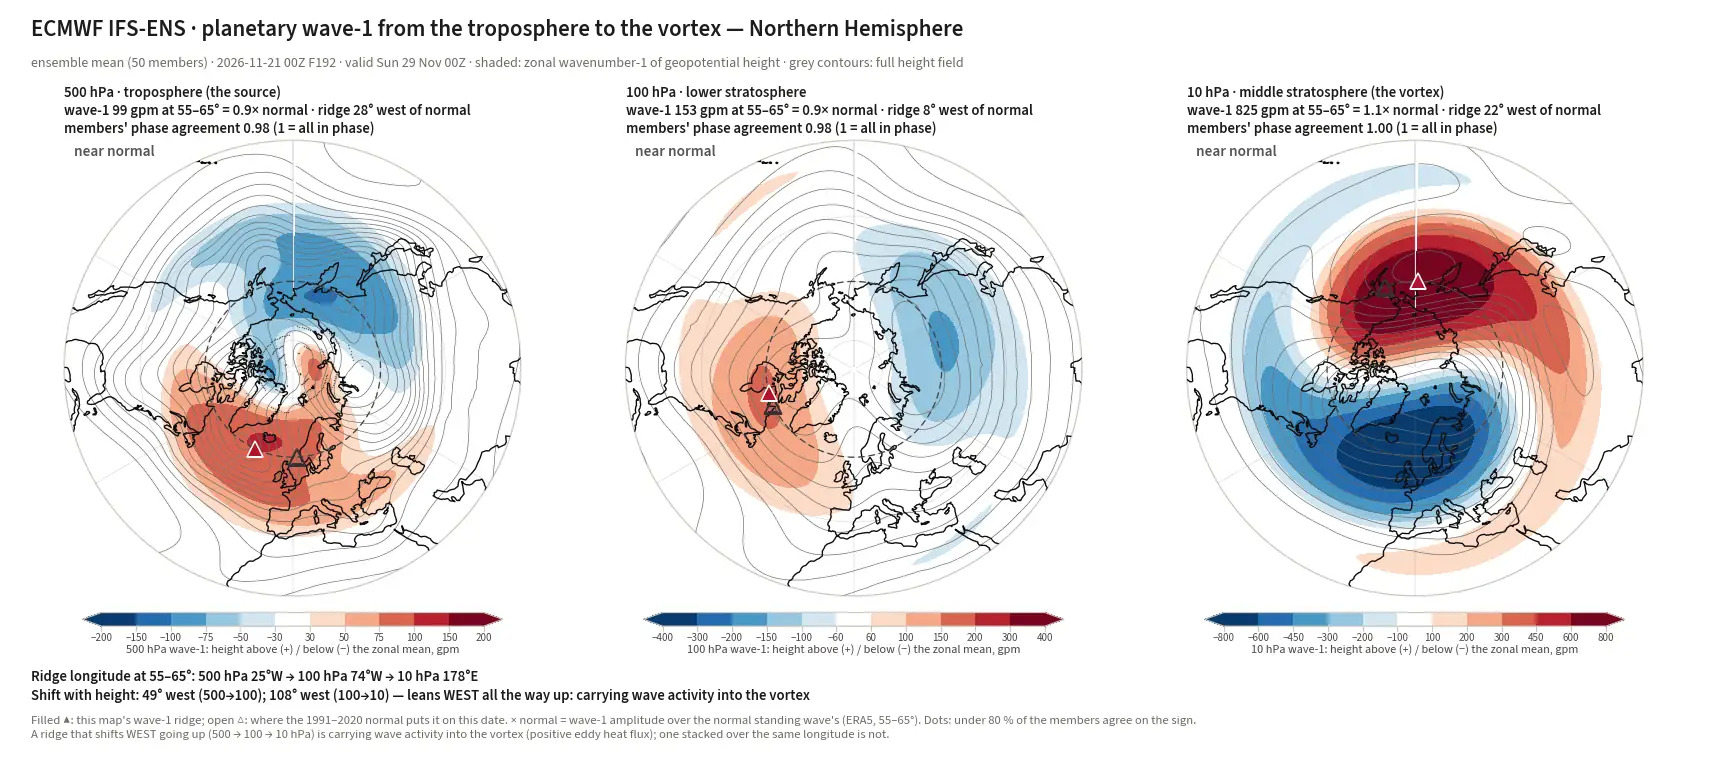 ECMWF IFS-ENS · planetary wave-1 from the troposphere to the vortex — Northern Hemisphere
ensemble mean (50 members) · 2026-11-21 00Z F192 · valid Sun 29 Nov 00Z · shaded: zonal wavenumber-1 of geopotential height · grey contours: full height field
500 hPa · troposphere (the source)
wave-1 99 gpm at 55–65° = 0.9× normal · ridge 28° west of normal
members' phase agreement 0.98 (1 = all in phase)
near normal
100 hPa · lower stratosphere
wave-1 153 gpm at 55–65° = 0.9× normal · ridge 8° west of normal
members' phase agreement 0.98 (1 = all in phase)
near normal
10 hPa · middle stratosphere (the vortex)
wave-1 825 gpm at 55–65° = 1.1× normal · ridge 22° west of normal
members' phase agreement 1.00 (1 = all in phase)
near normal
−200 −150 −100 −75 −50 −30 30 50 75 100 150 200
500 hPa wave-1: height above (+) / below (−) the zonal mean, gpm
−400 −300 −200 −150 −100 −60 60 100 150 200 300 400
100 hPa wave-1: height above (+) / below (−) the zonal mean, gpm
−800 −600 −450 −300 −200 −100 100 200 300 450 600 800
10 hPa wave-1: height above (+) / below (−) the zonal mean, gpm
Ridge longitude at 55–65°: 500 hPa 25°W → 100 hPa 74°W → 10 hPa 178°E
Shift with height: 49° west (500→100); 108° west (100→10) — leans WEST all the way up: carrying wave activity into the vortex
Filled ▲: this map's wave-1 ridge; open △: where the 1991–2020 normal puts it on this date. × normal = wave-1 amplitude over the normal standing wave's (ERA5, 55–65°). Dots: under 80 % of the members agree on the sign.
A ridge that shifts WEST going up (500 → 100 → 10 hPa) is carrying wave activity into the vortex (positive eddy heat flux); one stacked over the same longitude is not.